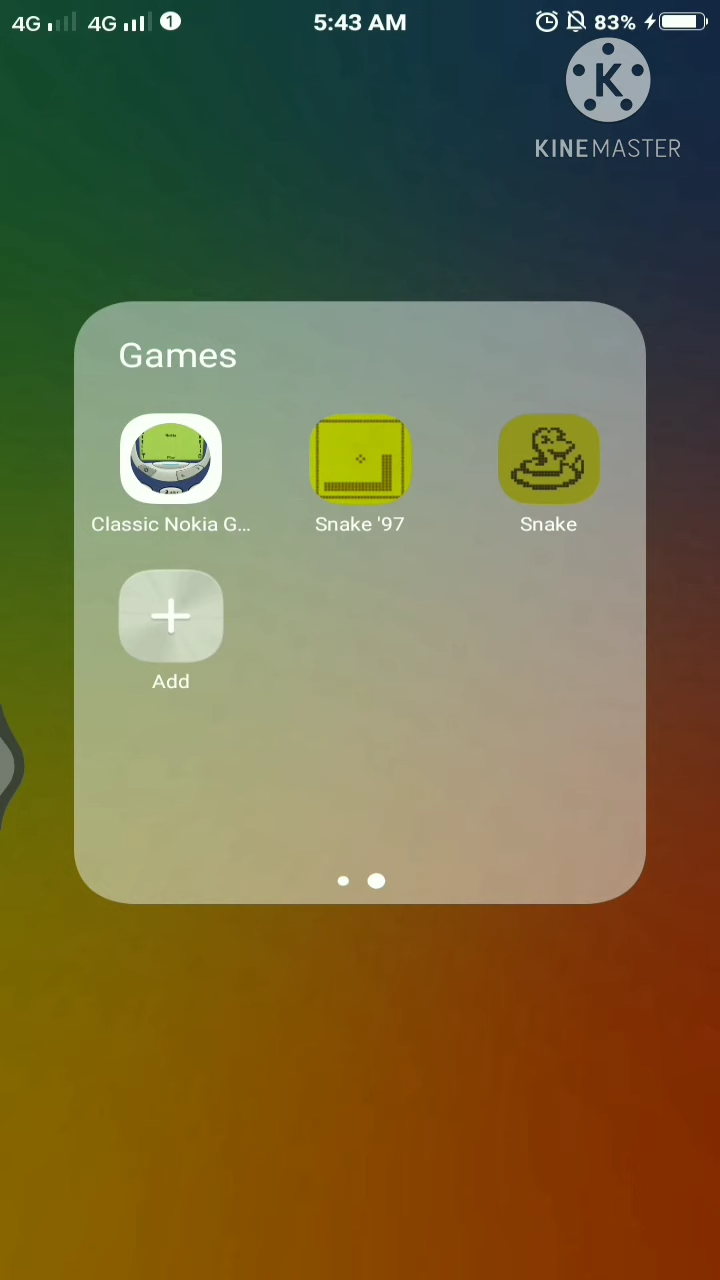 4G 4G 1 5:43 AM 83%
K
KINEMASTER
Games
Classic Nokia G... Snake '97 Snake
Add